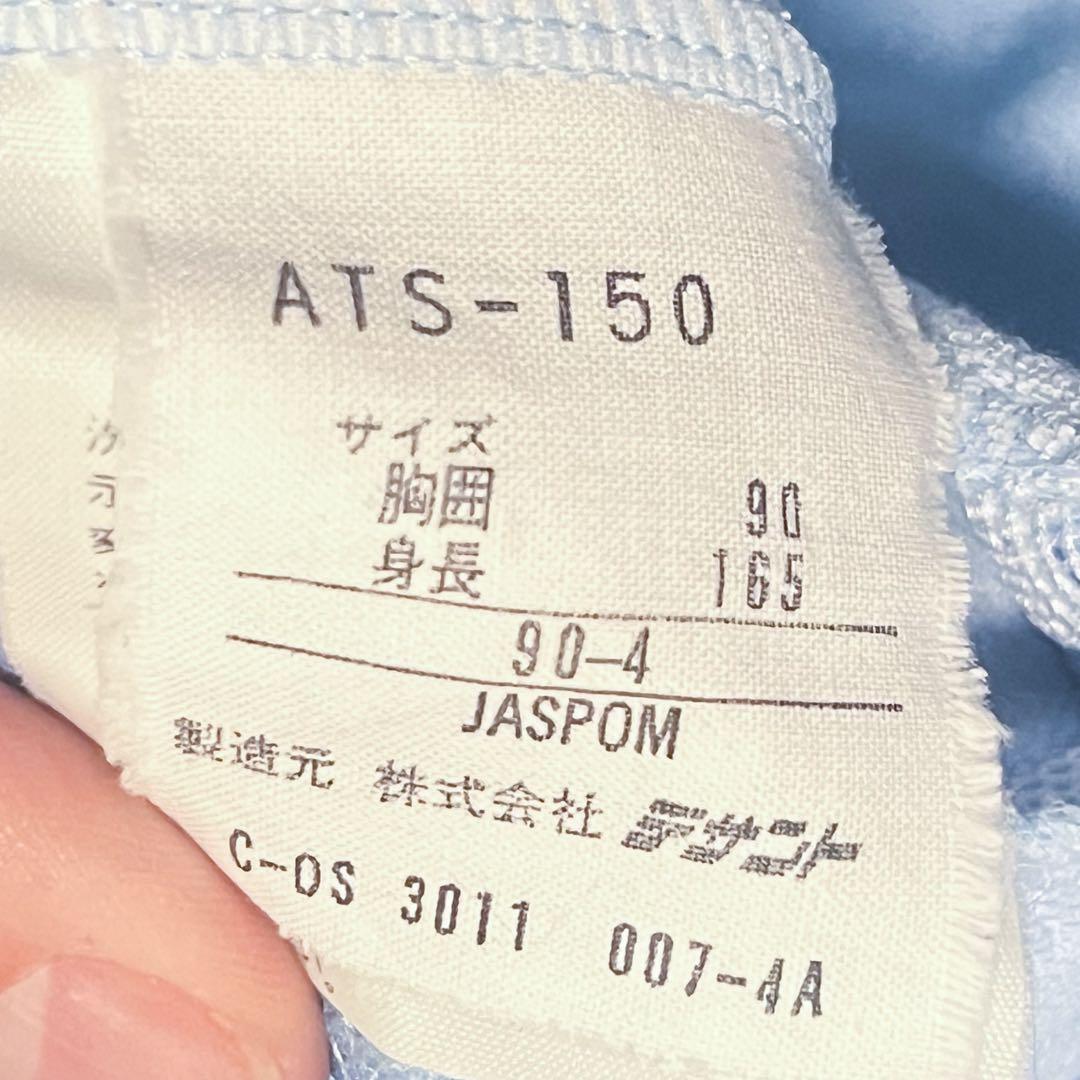 ATS-150
サイズ
胸囲 90
身長 165
90-4
JASPOM
製造元 株式会社 デサント
C-OS 3011 007-4A